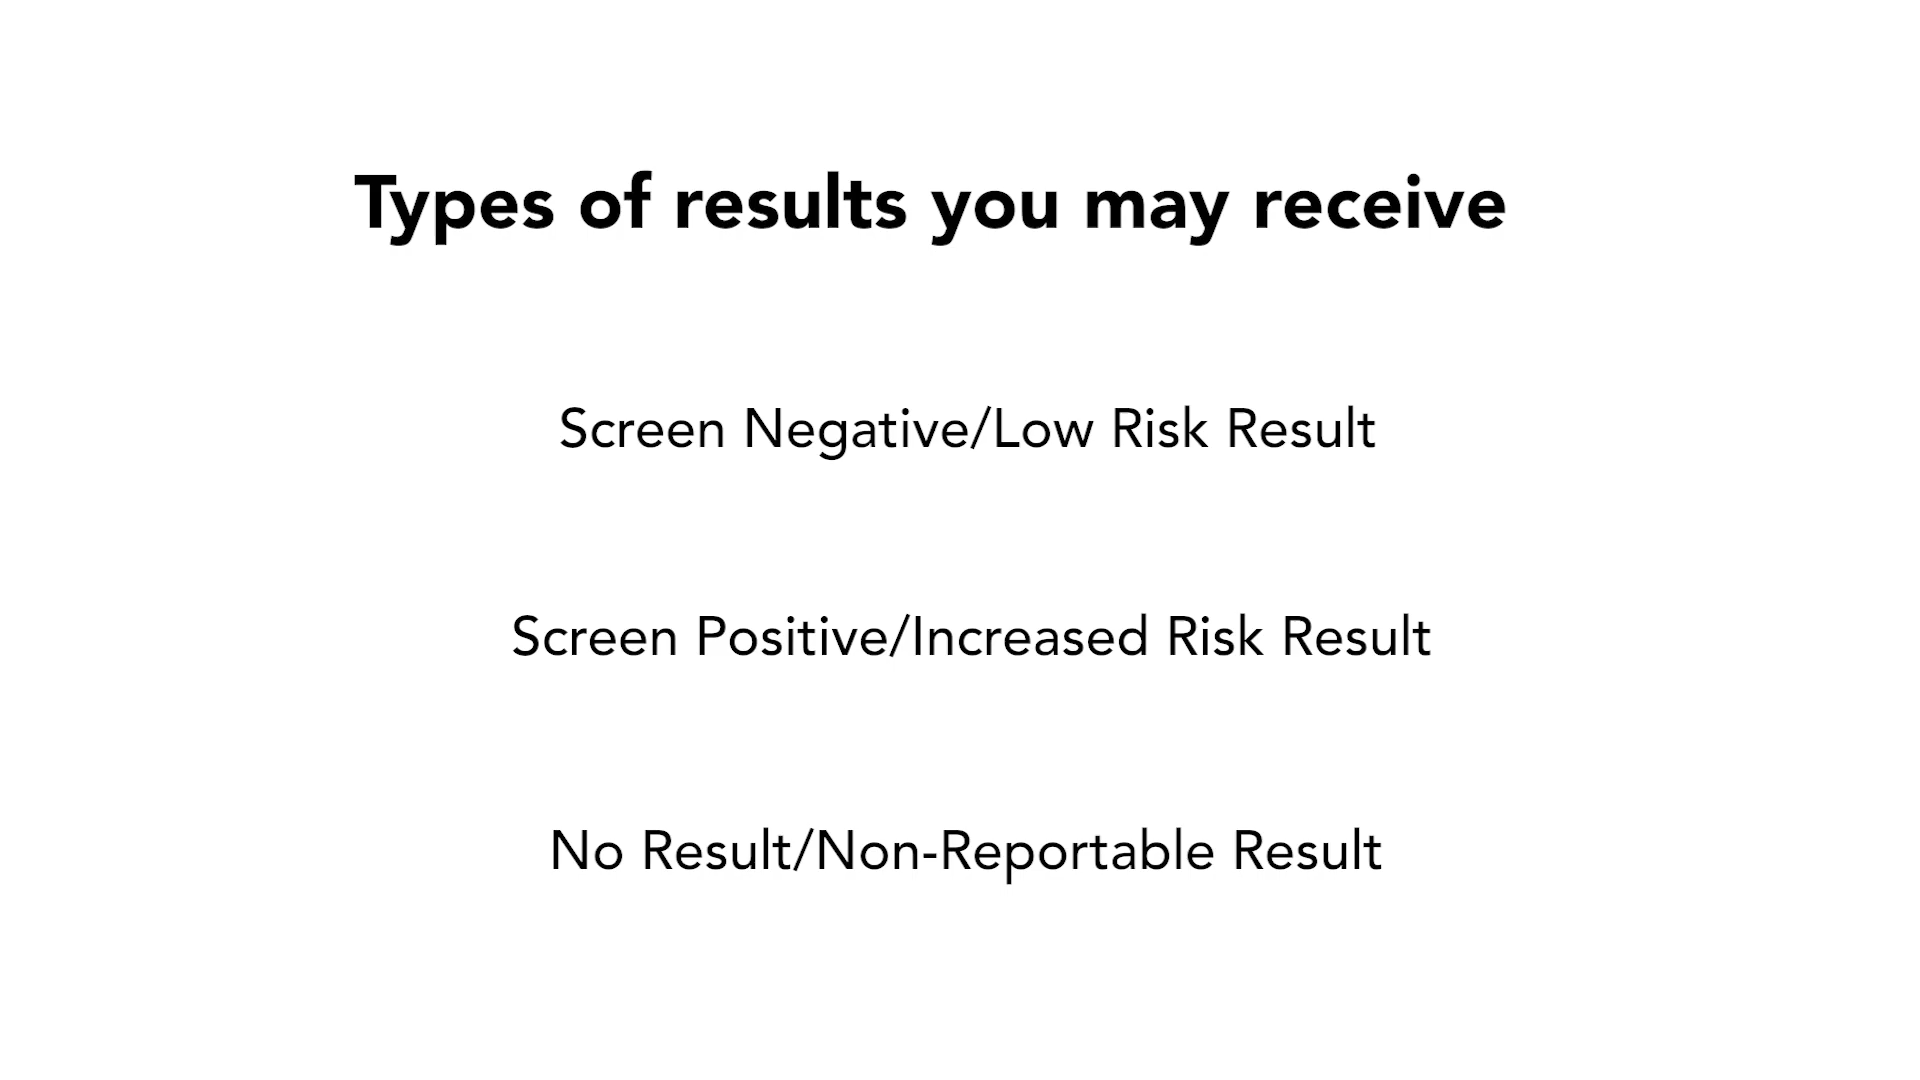 Types of results you may receive
Screen Negative/Low Risk Result
Screen Positive/Increased Risk Result
No Result/Non-Reportable Result